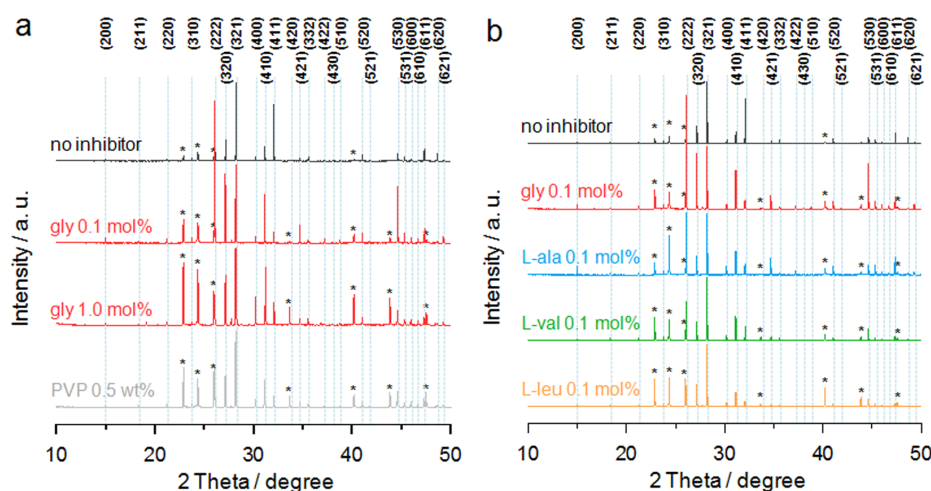 a
(200)
(211)
(310)
(222)
(320)
(321)
(400)
(410)
(411)
(420)
(421)
(332)
(422)
(430)
(510)
(521)
(530)
(531)
(600)
(610)
(611)
(620)
(621)
no inhibitor
* * * *
gly 0.1 mol%
* * * * * * *
gly 1.0 mol%
* * * * * * *
PVP 0.5 wt%
* * * * * * *
Intensity / a. u.
10 20 30 40 50
2 Theta / degree
b
(200)
(211)
(310)
(222)
(320)
(321)
(400)
(410)
(411)
(420)
(421)
(332)
(422)
(430)
(510)
(521)
(530)
(531)
(600)
(610)
(611)
(620)
(621)
no inhibitor
* * * *
gly 0.1 mol%
* * * * * * *
L-ala 0.1 mol%
* * * * * * *
L-val 0.1 mol%
* * * * * * *
L-leu 0.1 mol%
* * * * * * *
Intensity / a. u.
10 20 30 40 50
2 Theta / degree